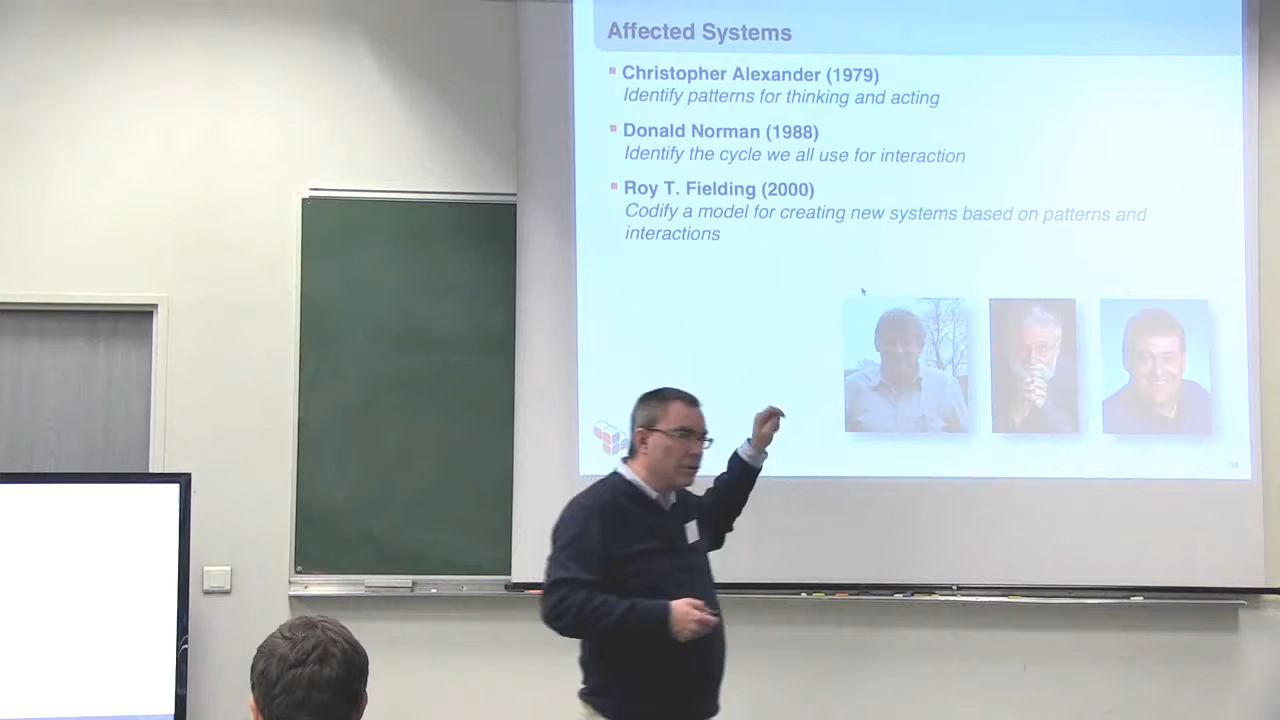 Affected Systems
Christopher Alexander (1979)
Identify patterns for thinking and acting
Donald Norman (1988)
Identify the cycle we all use for interaction
Roy T. Fielding (2000)
Codify a model for creating new systems based on patterns and
interactions